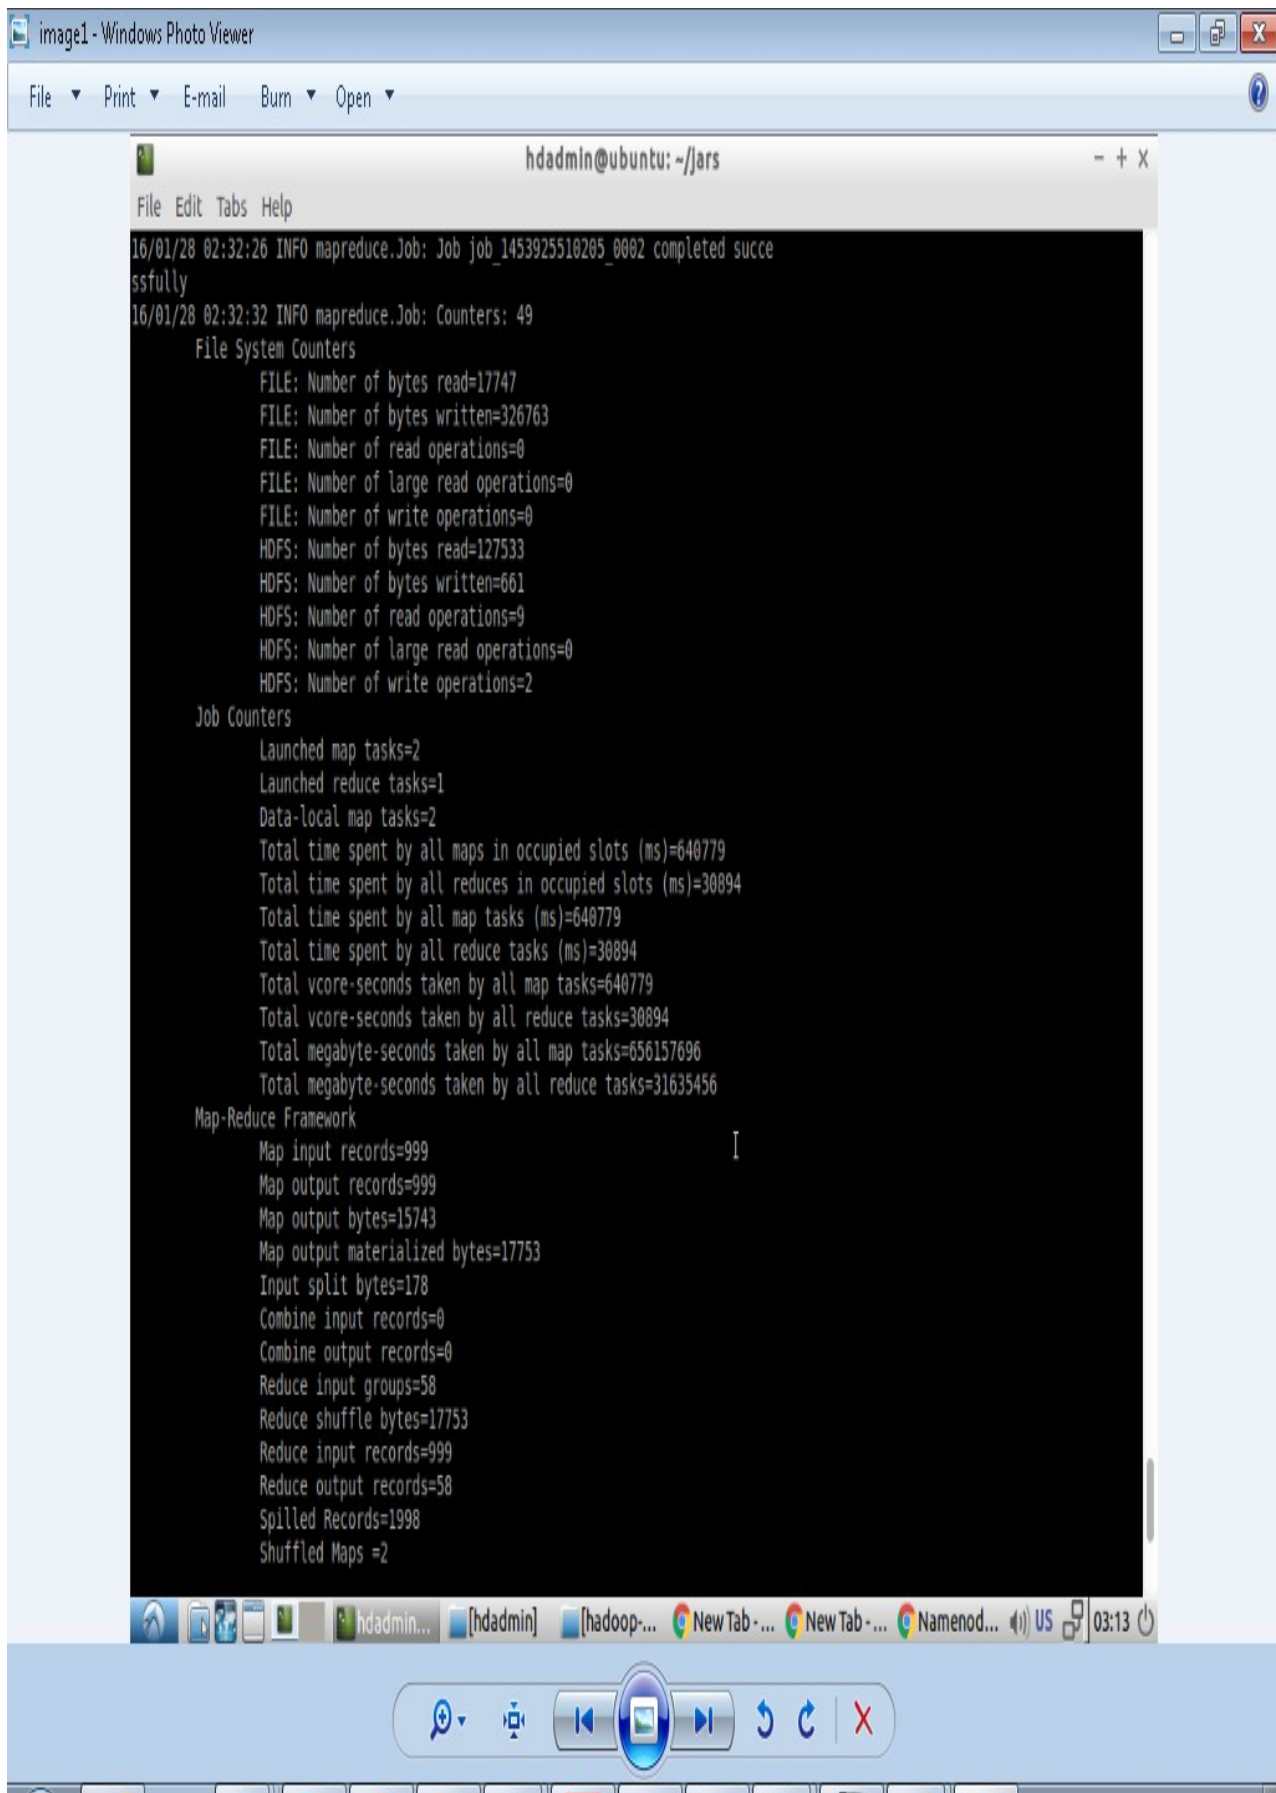 image1 - Windows Photo Viewer
File Print E-mail Burn Open
hdadmin@ubuntu: ~/jars
File Edit Tabs Help
16/01/28 02:32:26 INFO mapreduce.Job: Job job_1453925510205_0002 completed succe
ssfully
16/01/28 02:32:32 INFO mapreduce.Job: Counters: 49
File System Counters
FILE: Number of bytes read=17747
FILE: Number of bytes written=326763
FILE: Number of read operations=0
FILE: Number of large read operations=0
FILE: Number of write operations=0
HDFS: Number of bytes read=127533
HDFS: Number of bytes written=661
HDFS: Number of read operations=9
HDFS: Number of large read operations=0
HDFS: Number of write operations=2
Job Counters
Launched map tasks=2
Launched reduce tasks=1
Data-local map tasks=2
Total time spent by all maps in occupied slots (ms)=640779
Total time spent by all reduces in occupied slots (ms)=30894
Total time spent by all map tasks (ms)=640779
Total time spent by all reduce tasks (ms)=30894
Total vcore-seconds taken by all map tasks=640779
Total vcore-seconds taken by all reduce tasks=30894
Total megabyte-seconds taken by all map tasks=656157696
Total megabyte-seconds taken by all reduce tasks=31635456
Map-Reduce Framework
Map input records=999
Map output records=999
Map output bytes=15743
Map output materialized bytes=17753
Input split bytes=178
Combine input records=0
Combine output records=0
Reduce input groups=58
Reduce shuffle bytes=17753
Reduce input records=999
Reduce output records=58
Spilled Records=1998
Shuffled Maps =2
hdadmin... [hdadmin] [hadoop-... New Tab - ... New Tab - ... Namenod... US 03:13